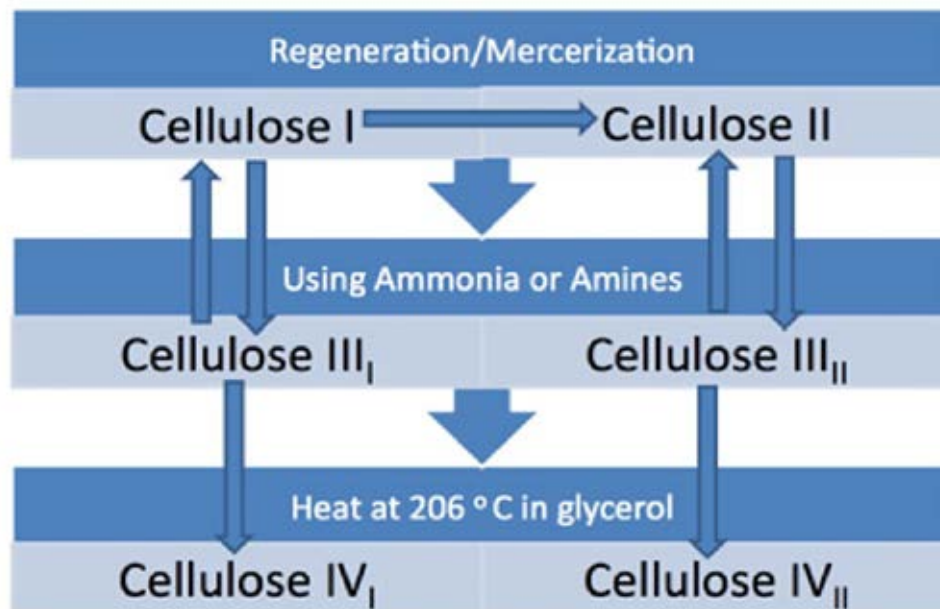 Regeneration/Mercerization
Cellulose I Cellulose II
Using Ammonia or Amines
Cellulose III_I Cellulose III_II
Heat at 206 °C in glycerol
Cellulose IV_I Cellulose IV_II